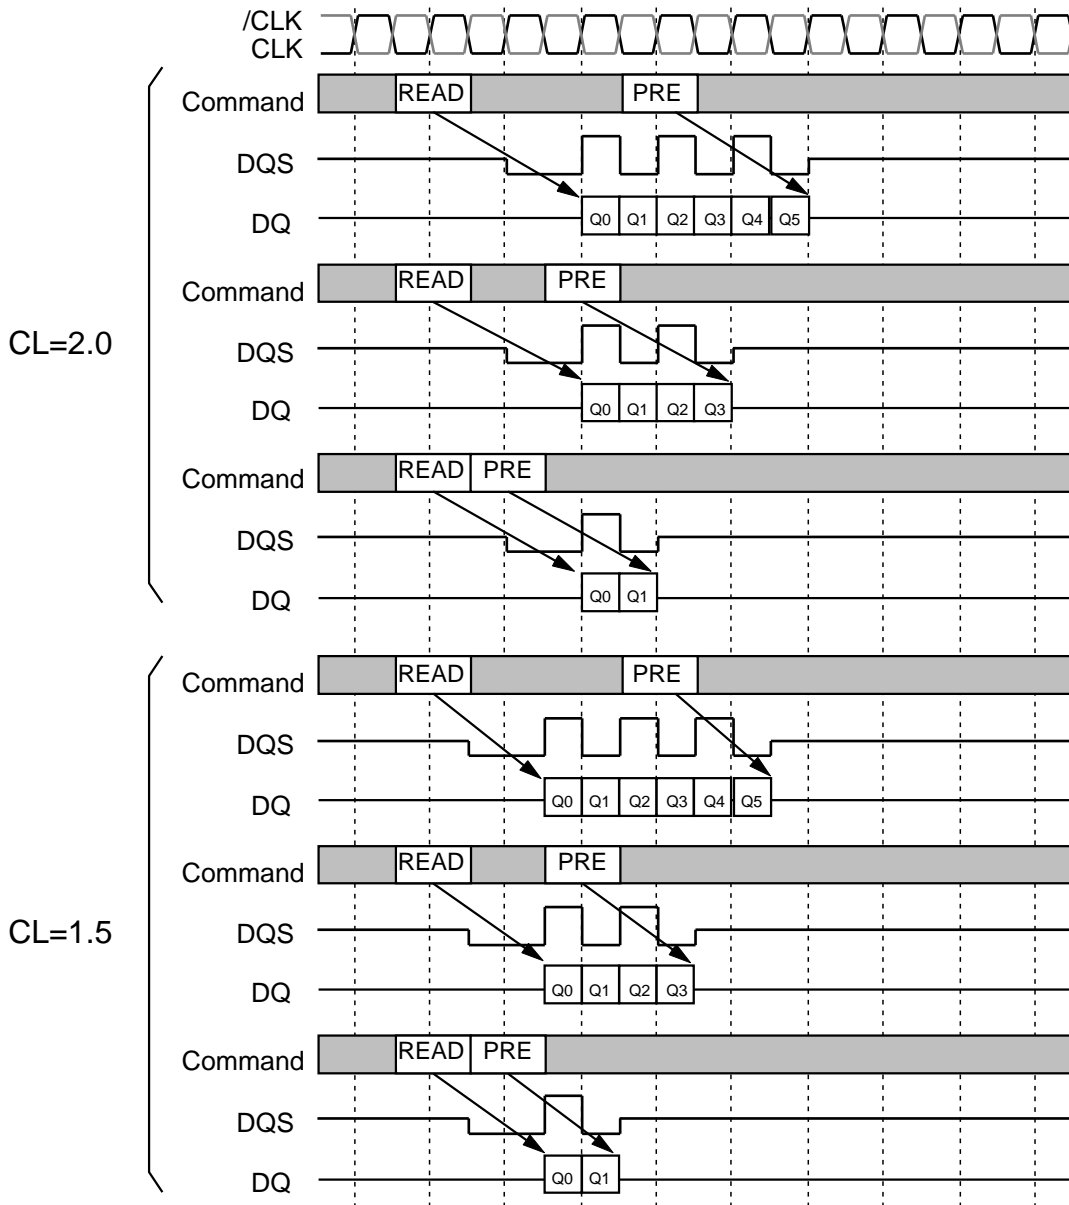 /CLK
CLK
Command READ PRE
DQS
DQ Q0 Q1 Q2 Q3 Q4 Q5
Command READ PRE
CL=2.0
DQS
DQ Q0 Q1 Q2 Q3
Command READ PRE
DQS
DQ Q0 Q1
Command READ PRE
DQS
DQ Q0 Q1 Q2 Q3 Q4 Q5
Command READ PRE
CL=1.5
DQS
DQ Q0 Q1 Q2 Q3
Command READ PRE
DQS
DQ Q0 Q1